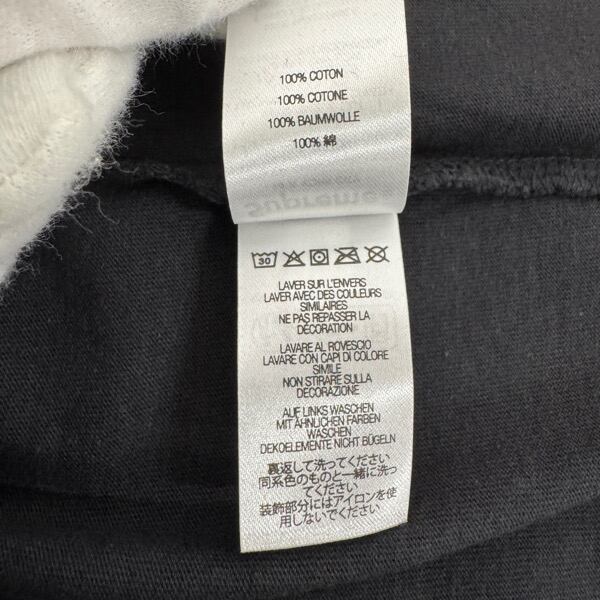 100% COTON
100% COTONE
100% BAUMWOLLE
100% 綿
Supreme
30
LAVER SUR L'ENVERS
LAVER AVEC DES COULEURS
SIMILAIRES
NE PAS REPASSER LA
DÉCORATION
LAVARE AL ROVESCIO
LAVARE CON CAPI DI COLORE
SIMILE
NON STIRARE SULLA
DECORAZIONE
AUF LINKS WASCHEN
MIT ÄHNLICHEN FARBEN
WASCHEN
DEKOELEMENTE NICHT BÜGELN
裏返して洗ってください
同系色のものと一緒に洗っ
てください
装飾部分にはアイロンを使
用しないでください